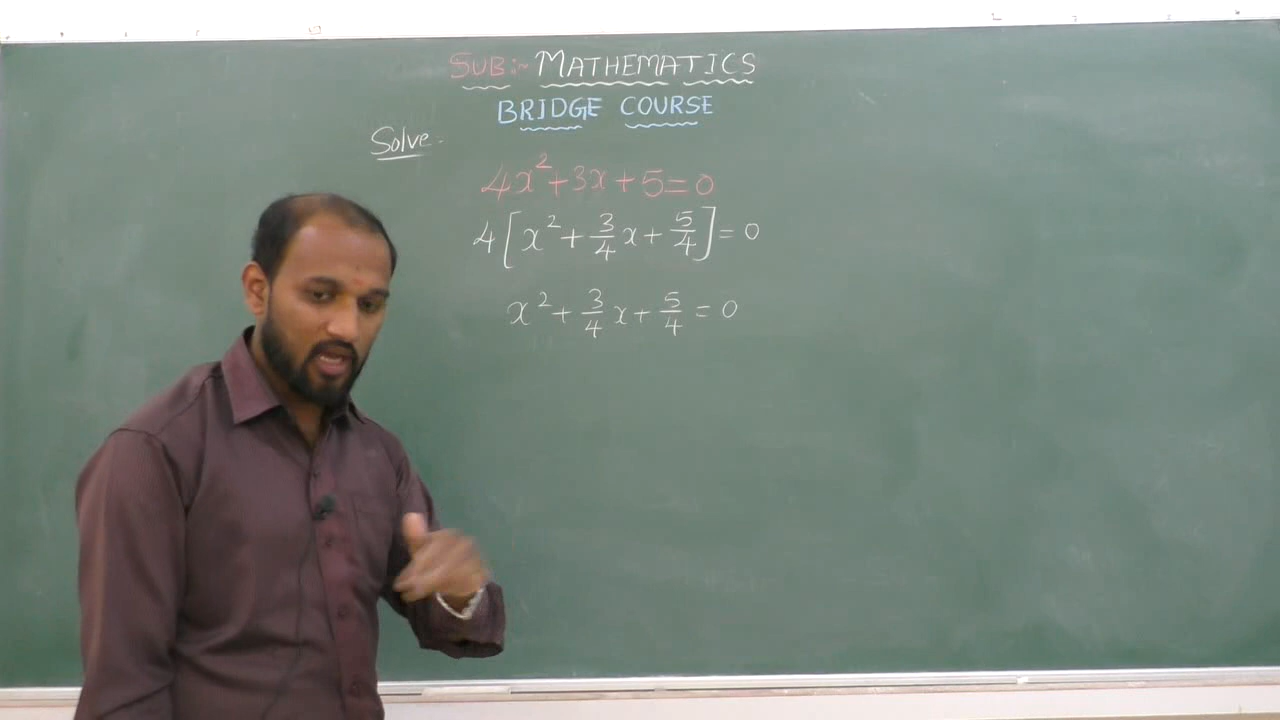 SUB:- MATHEMATICS
BRIDGE COURSE
Solve.
4x²+3x+5=0
4[x²+3/4x+5/4]=0
x²+3/4x+5/4=0